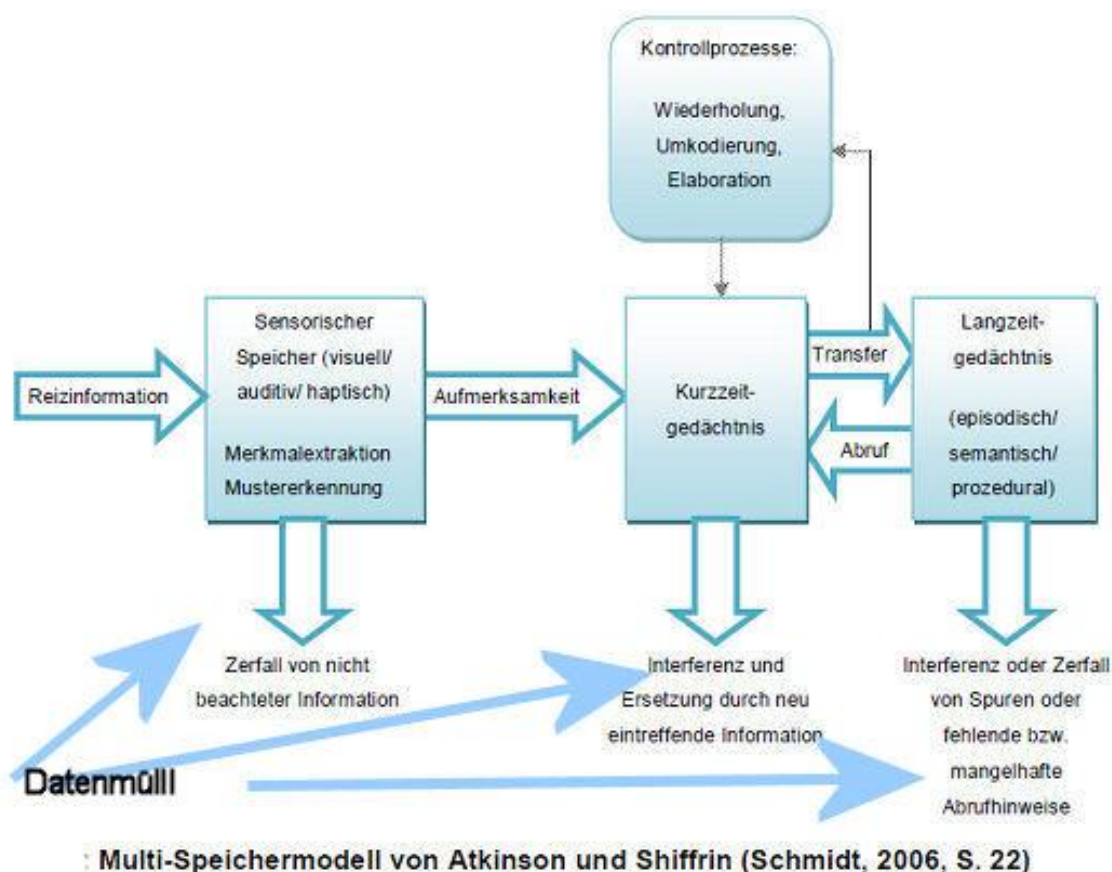 Kontrollprozesse:
Wiederholung,
Umkodierung,
Elaboration
Reizinformation
Sensorischer
Speicher (visuell/
auditiv/ haptisch)
Merkmalextraktion
Mustererkennung
Aufmerksamkeit
Kurzzeit-
gedächtnis
Transfer
Abruf
Langzeit-
gedächtnis
(episodisch/
semantisch/
prozedural)
Zerfall von nicht
beachteter Information
Interferenz und
Ersetzung durch neu
eintreffende Information
Interferenz oder Zerfall
von Spuren oder
fehlende bzw.
mangelhafte
Abrufhinweise
Datenmülll
: Multi-Speichermodell von Atkinson und Shiffrin (Schmidt, 2006, S. 22)